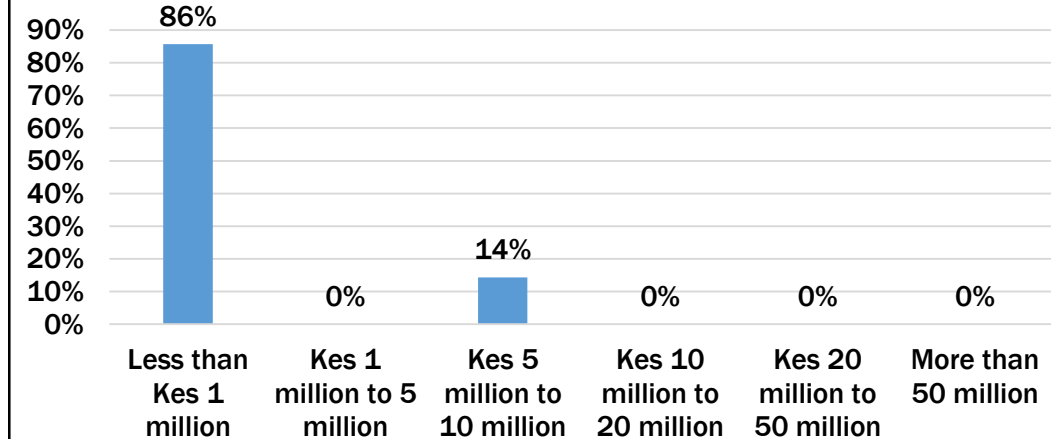 86%
90%
80%
70%
60%
50%
40%
30%
20%
10%
0%
14%
0%
0%
0%
0%
Less than
Kes 1
million
Kes 1
million to 5
million
Kes 5
million to
10 million
Kes 10
million to
20 million
Kes 20
million to
50 million
More than
50 million